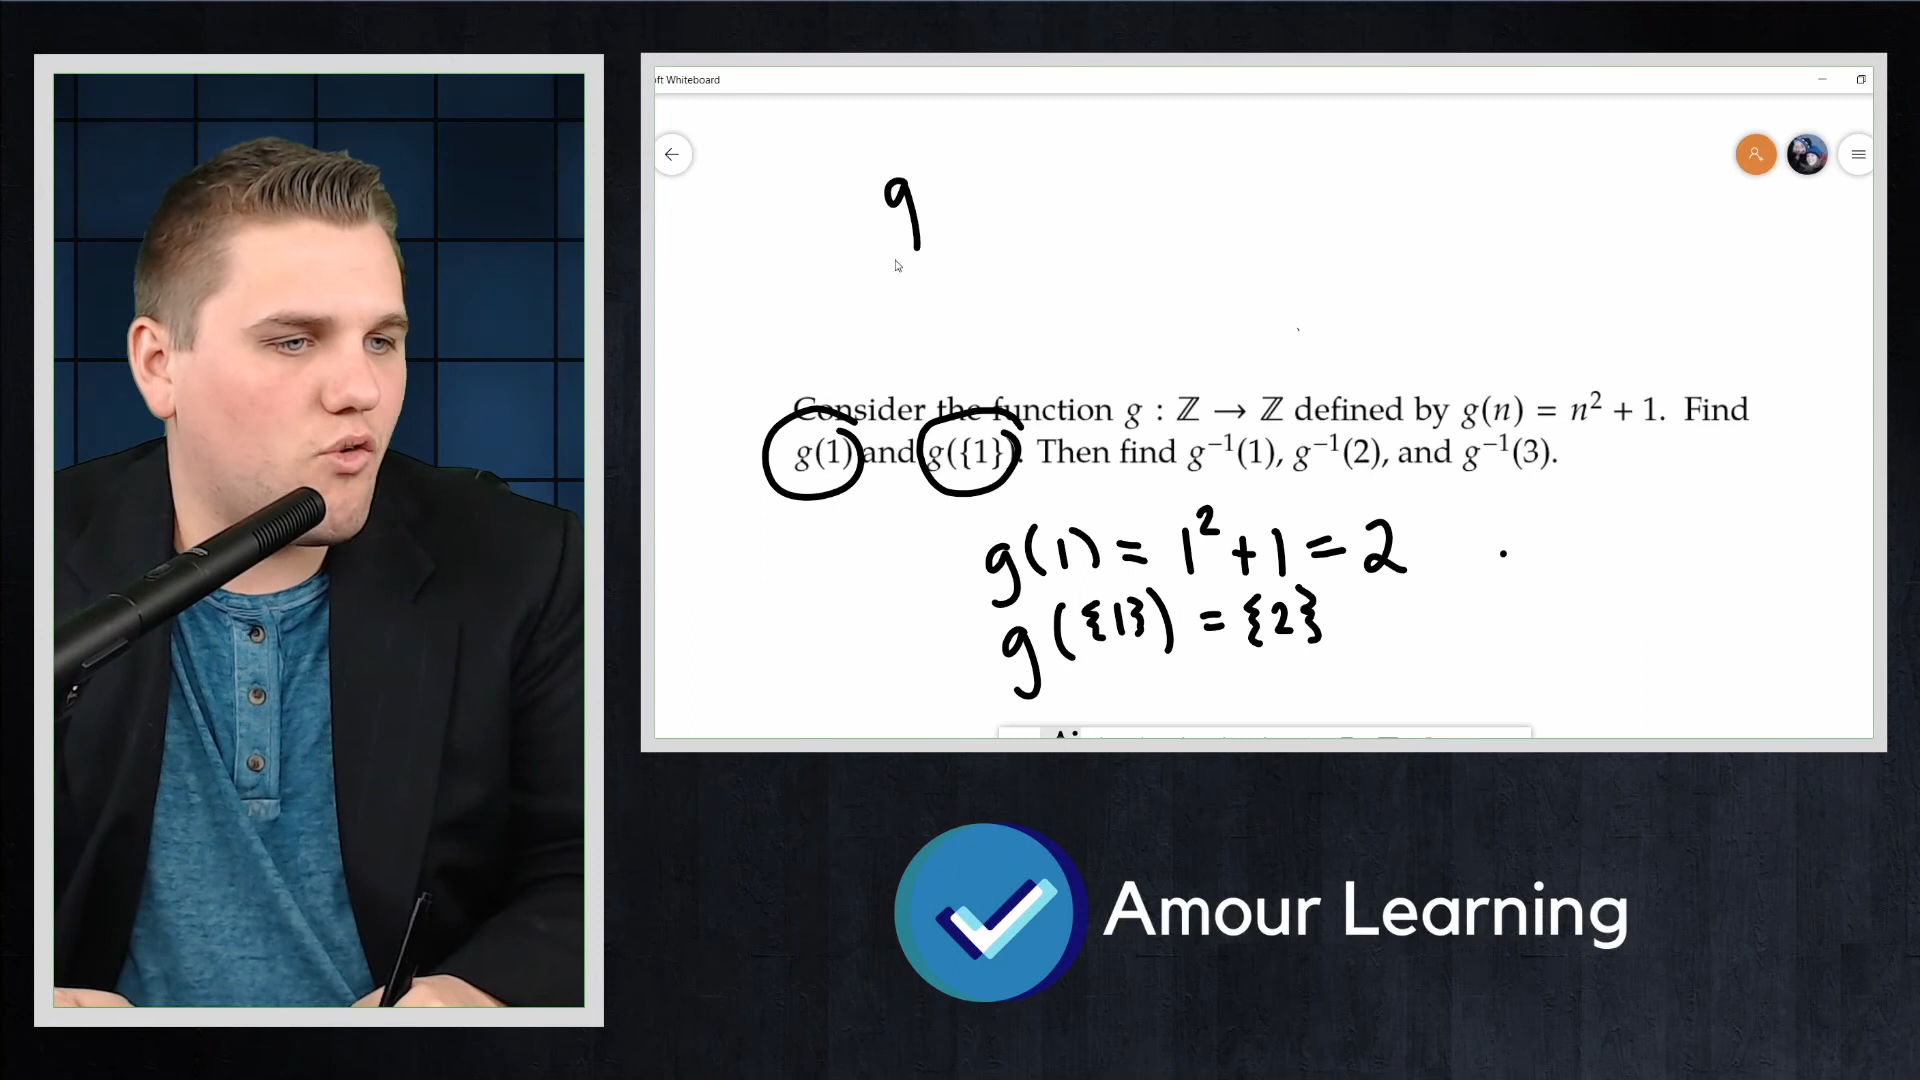 oft Whiteboard
g
Consider the function g : ℤ → ℤ defined by g(n) = n² + 1. Find
g(1) and g({1}). Then find g⁻¹(1), g⁻¹(2), and g⁻¹(3).
g(1) = 1² + 1 = 2
g({1}) = {2}
Amour Learning